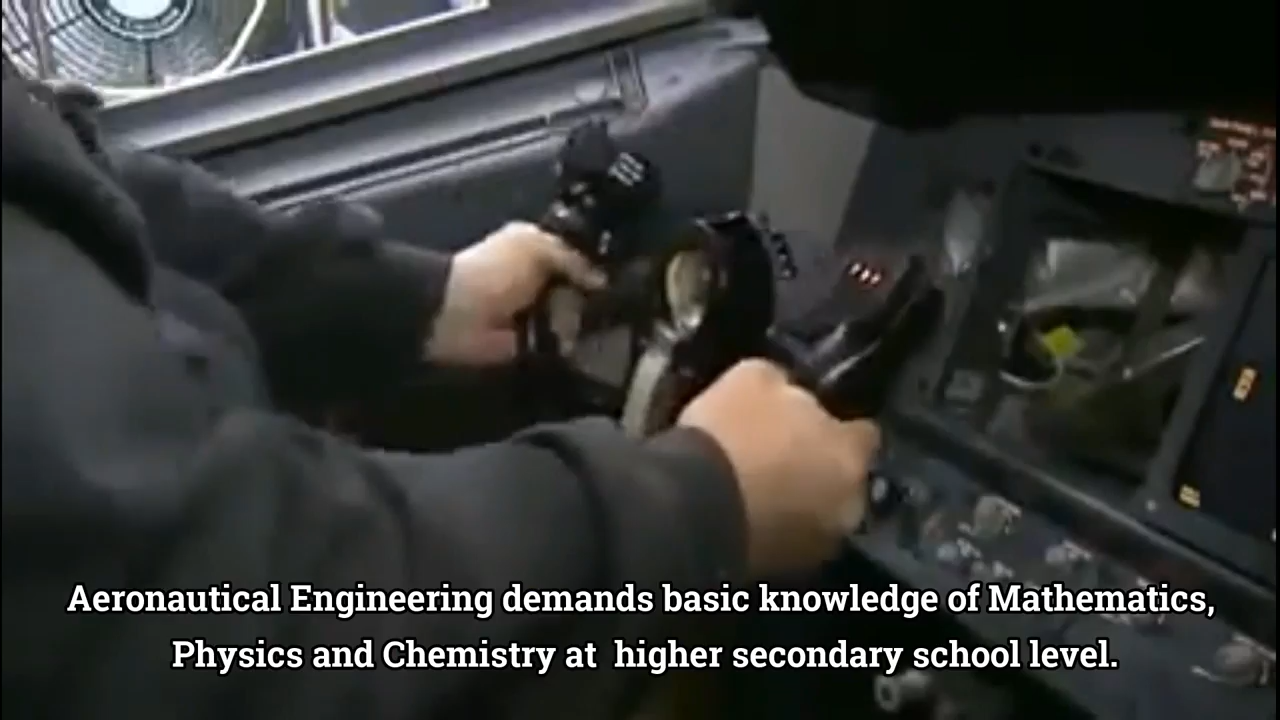 Aeronautical Engineering demands basic knowledge of Mathematics,
Physics and Chemistry at  higher secondary school level.